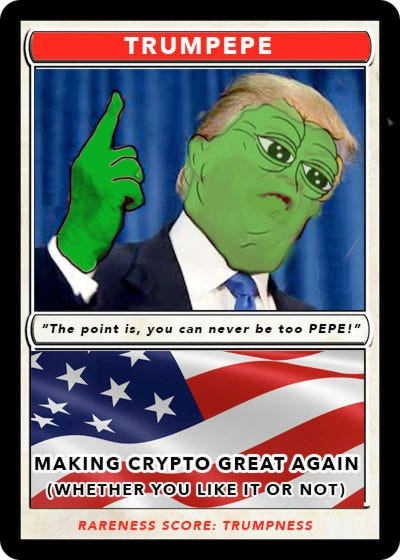 TRUMPEPE
"The point is, you can never be too PEPE!"
MAKING CRYPTO GREAT AGAIN
(WHETHER YOU LIKE IT OR NOT)
RARENESS SCORE: TRUMPNESS